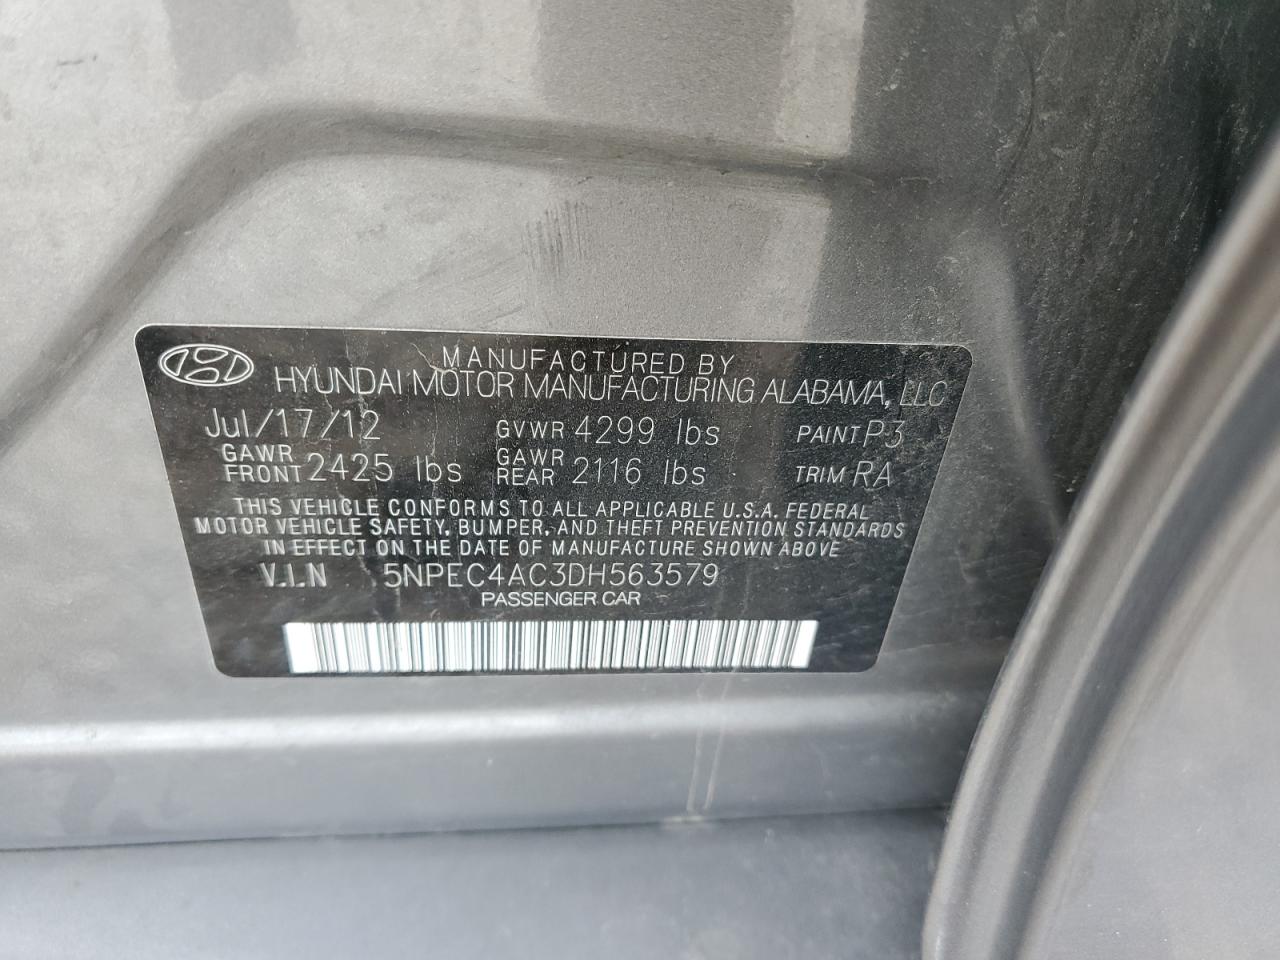 MANUFACTURED BY
HYUNDAI MOTOR MANUFACTURING ALABAMA, LLC
Jul/17/12 GVWR 4299 lbs PAINT P3
GAWR FRONT 2425 lbs GAWR REAR 2116 lbs TRIM RA
THIS VEHICLE CONFORMS TO ALL APPLICABLE U.S.A. FEDERAL
MOTOR VEHICLE SAFETY, BUMPER, AND THEFT PREVENTION STANDARDS
IN EFFECT ON THE DATE OF MANUFACTURE SHOWN ABOVE
V.I.N 5NPEC4AC3DH563579
PASSENGER CAR